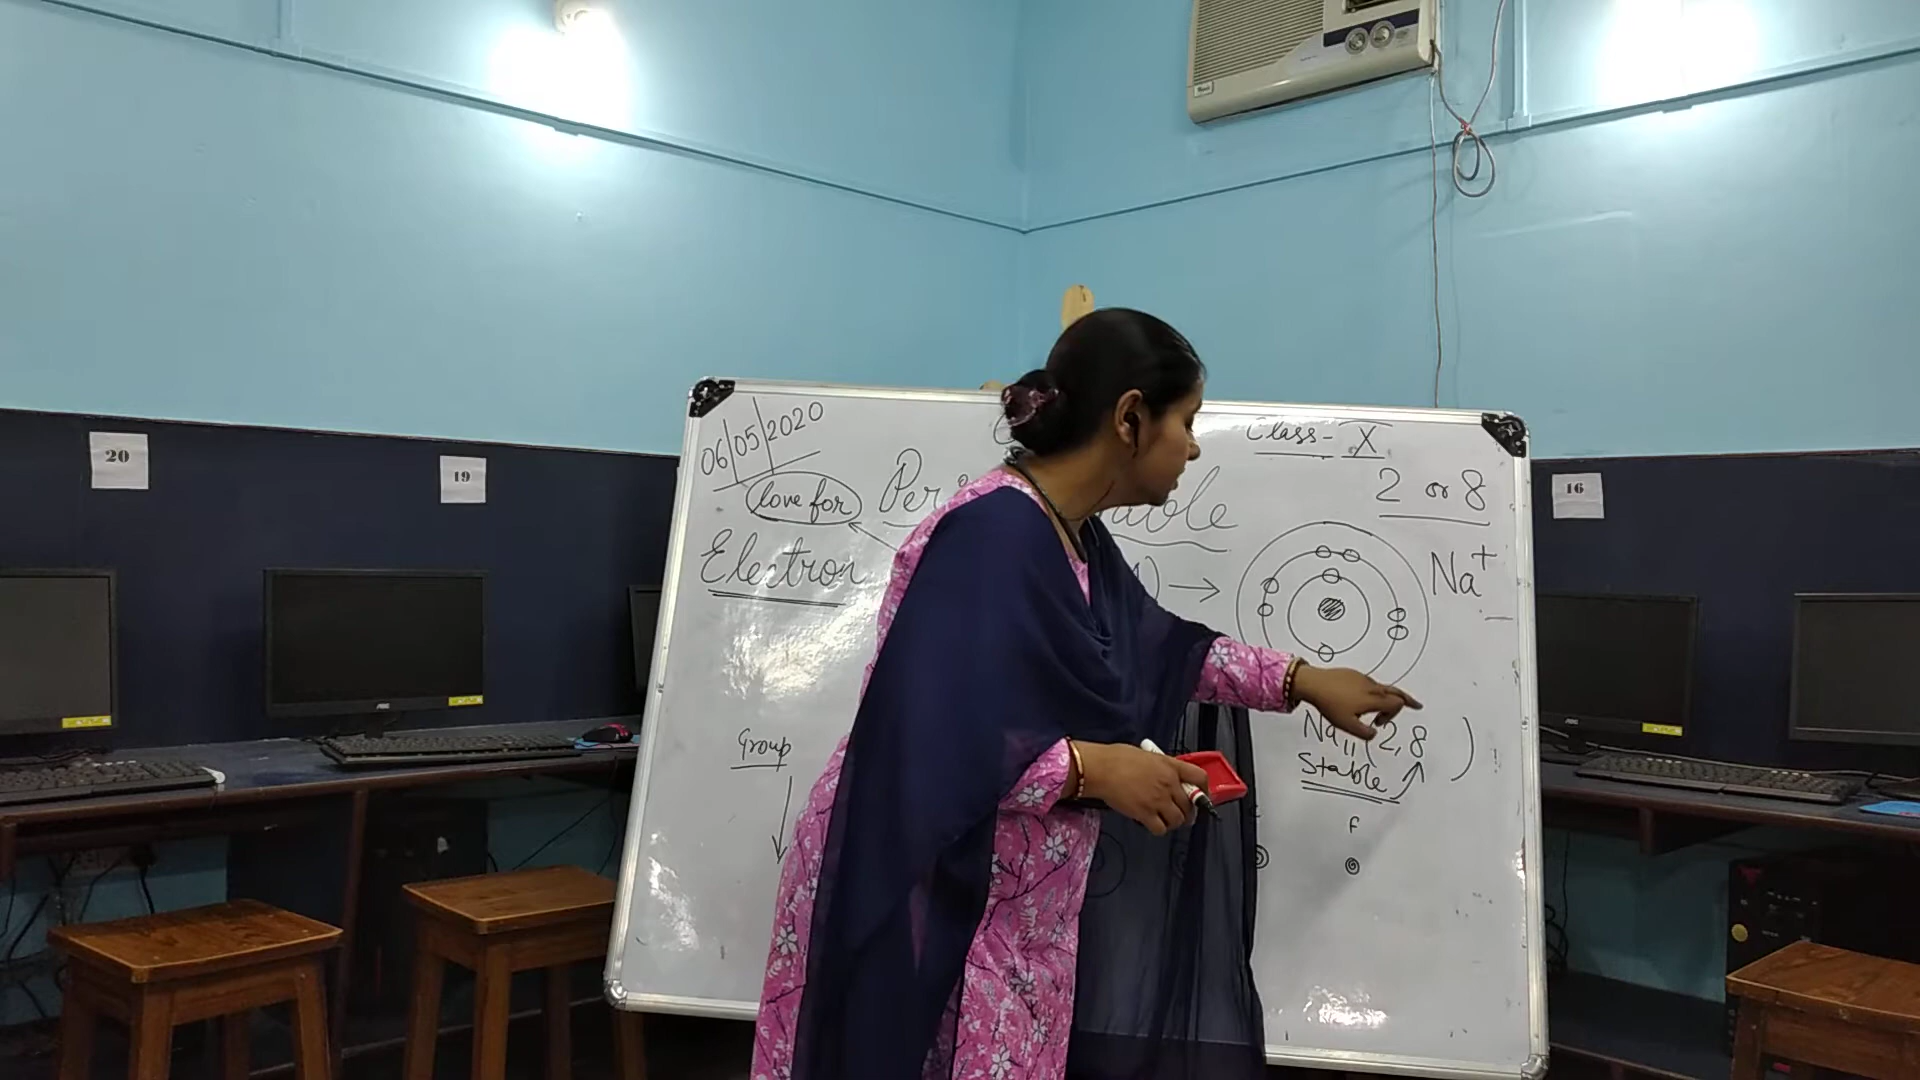 20
19
16
06/05/2020
Class - X
love for
2 or 8
Electron
Na+
Group
Na11 (2, 8 )
Stable
F